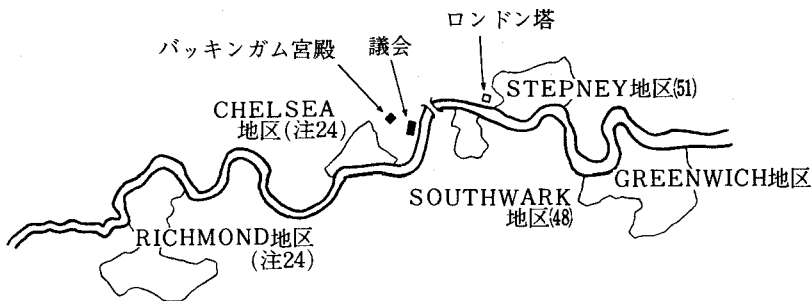 ロンドン塔
バッキンガム宮殿
議会
STEPNEY地区(51)
CHELSEA
地区(注24)
SOUTHWARK
地区(48)
GREENWICH地区
RICHMOND地区
(注24)